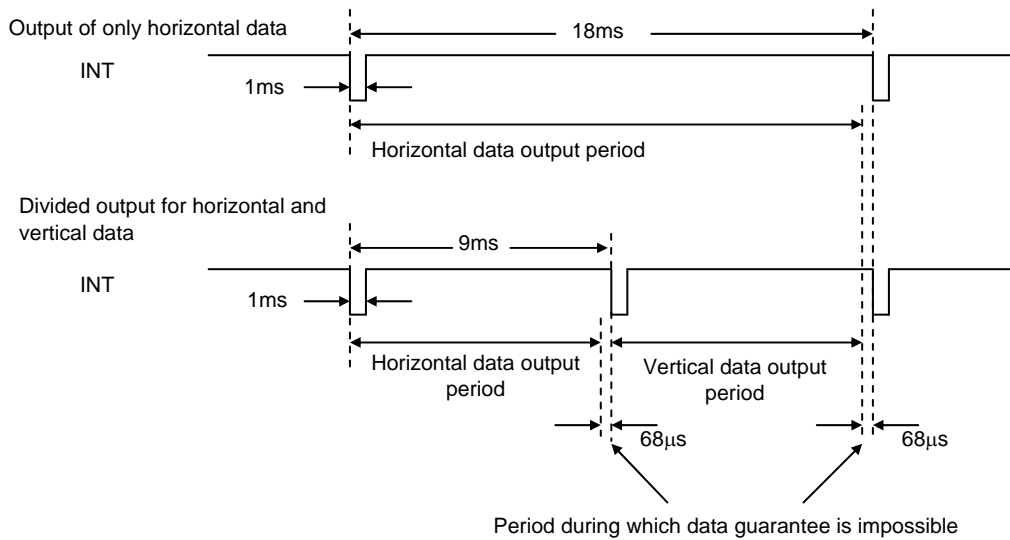 Output of only horizontal data
18ms
INT
1ms
Horizontal data output period
Divided output for horizontal and
vertical data
9ms
INT
1ms
Horizontal data output
period
Vertical data output
period
68μs
68μs
Period during which data guarantee is impossible